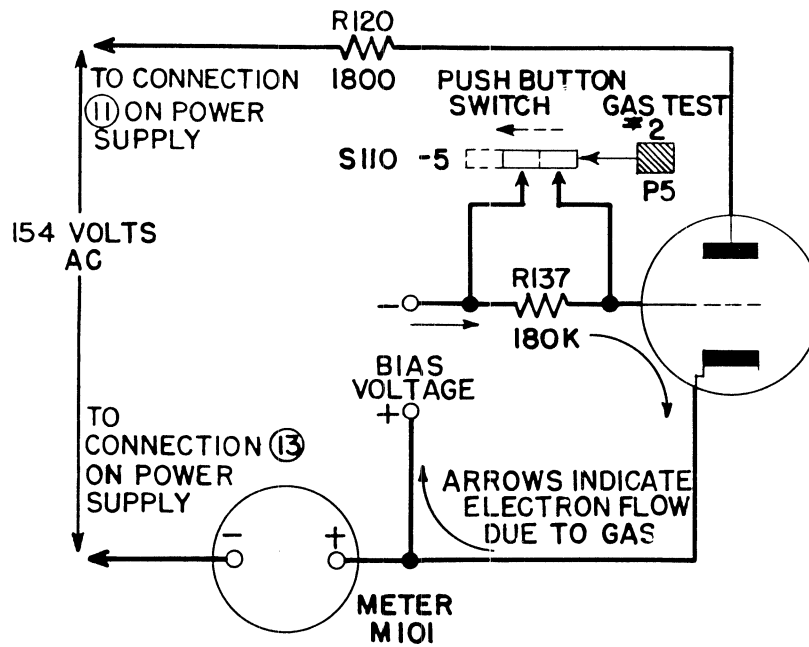 R120
1800
TO CONNECTION
11 ON POWER
SUPPLY
PUSH BUTTON
SWITCH
GAS TEST
#2
S110 -5
P5
154 VOLTS
AC
R137
180K
-
BIAS
VOLTAGE
+
TO
CONNECTION 13
ON POWER
SUPPLY
ARROWS INDICATE
ELECTRON FLOW
DUE TO GAS
- +
METER
M101